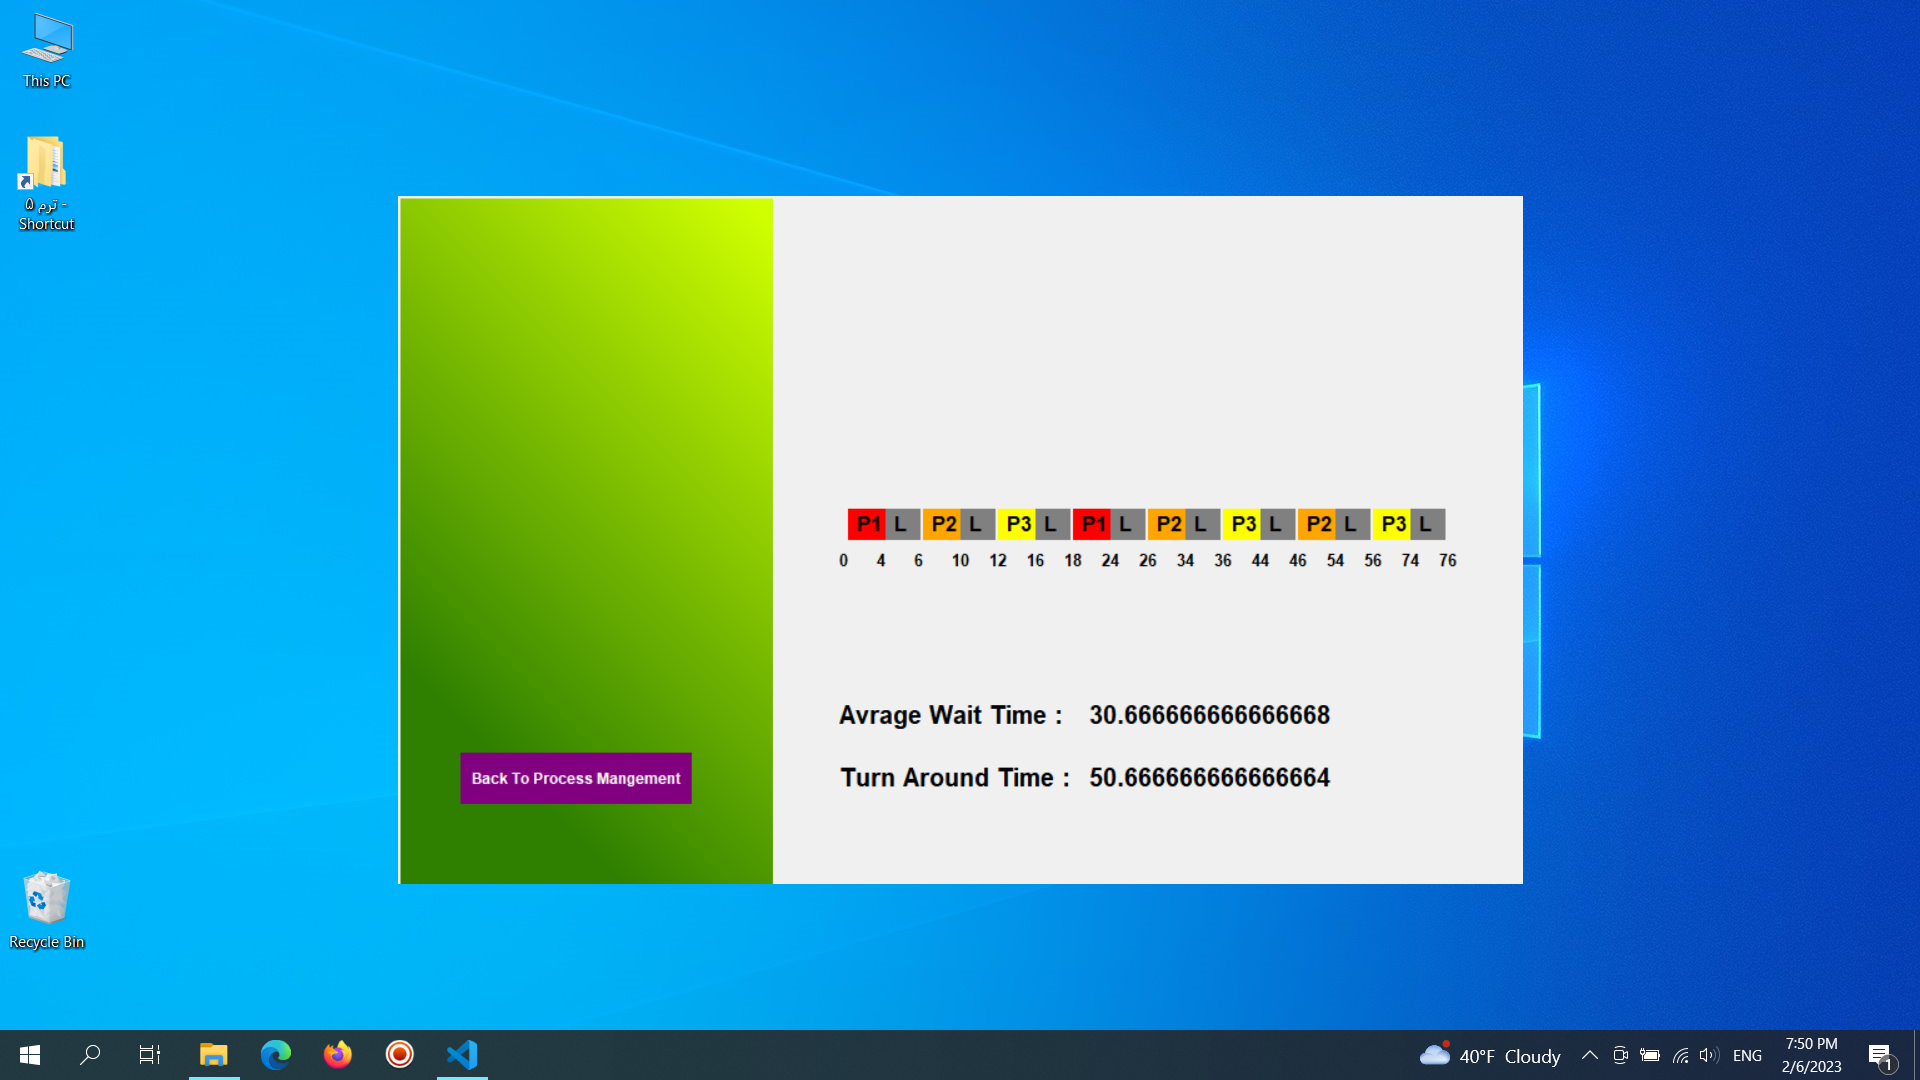 This PC
ترم ۵ -
Shortcut
P1 L P2 L P3 L P1 L P2 L P3 L P2 L P3 L
0 4 6 10 12 16 18 24 26 34 36 44 46 54 56 74 76
Avrage Wait Time : 30.666666666666668
Turn Around Time : 50.666666666666664
Back To Process Mangement
Recycle Bin
40°F Cloudy
ENG
7:50 PM
2/6/2023
1